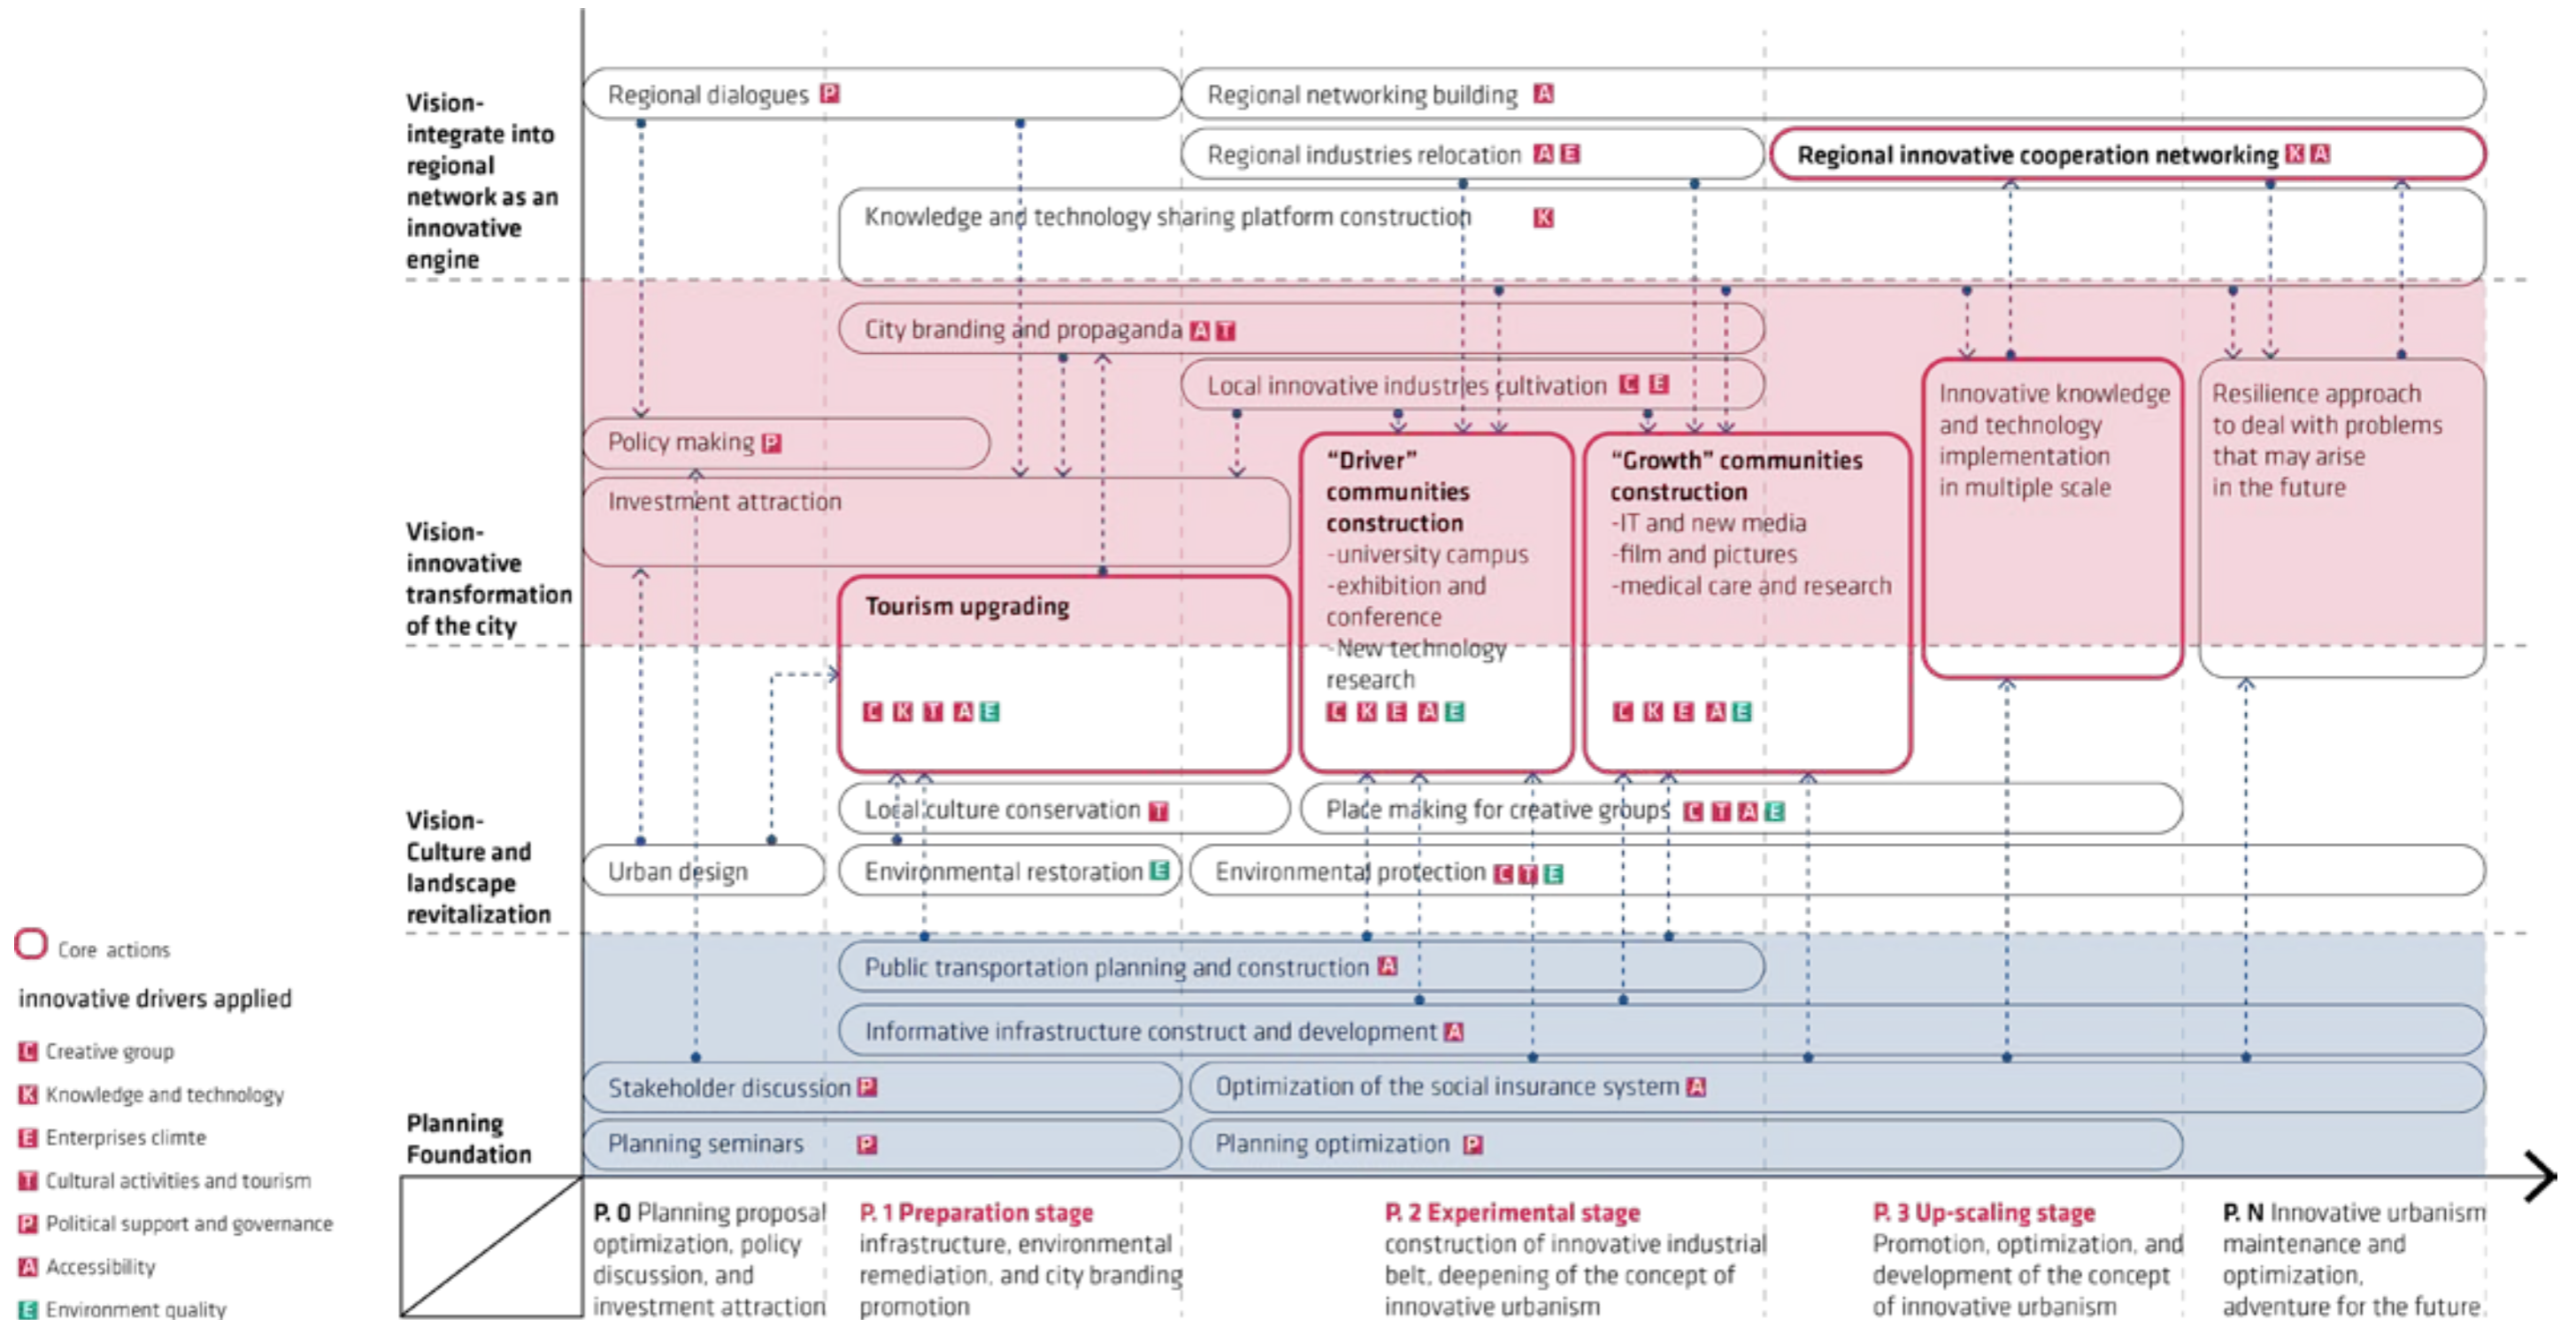 Vision-
integrate into
regional
network as an
innovative
engine
Regional dialogues P
Regional networking building A
Regional industries relocation A E
Regional innovative cooperation networking K A
Knowledge and technology sharing platform construction K
Vision-
innovative
transformation
of the city
City branding and propaganda A T
Local innovative industries cultivation C E
Policy making P
Investment attraction
Tourism upgrading
C K T A E
"Driver"
communities
construction
-university campus
-exhibition and
conference
-New technology
research
C K E A E
"Growth" communities
construction
-IT and new media
-film and pictures
-medical care and research
C K E A E
Innovative knowledge
and technology
implementation
in multiple scale
Resilience approach
to deal with problems
that may arise
in the future
Vision-
Culture and
landscape
revitalization
Local culture conservation T
Place making for creative groups C T A E
Urban design
Environmental restoration E
Environmental protection C T E
Planning
Foundation
Public transportation planning and construction A
Informative infrastructure construct and development A
Stakeholder discussion P
Optimization of the social insurance system A
Planning seminars P
Planning optimization P
P. 0 Planning proposal
optimization, policy
discussion, and
investment attraction
P. 1 Preparation stage
infrastructure, environmental
remediation, and city branding
promotion
P. 2 Experimental stage
construction of innovative industrial
belt, deepening of the concept of
innovative urbanism
P. 3 Up-scaling stage
Promotion, optimization, and
development of the concept
of innovative urbanism
P. N Innovative urbanism
maintenance and
optimization,
adventure for the future
Core actions
innovative drivers applied
C Creative group
K Knowledge and technology
E Enterprises climte
T Cultural activities and tourism
P Political support and governance
A Accessibility
E Environment quality